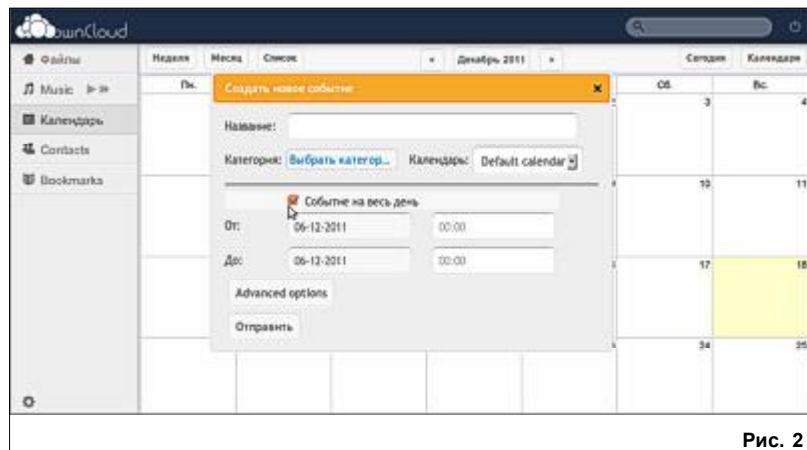 ownCloud
Файлы
Неделя Месяц Список
Декабрь 2011
Сегодня Календари
Music
Пн. Сб. Вс.
Создать новое событие
3 4
Календарь
Название:
Contacts
Категория: Выбрать категор... Календарь: Default calendar
Bookmarks
10 11
Событие на весь день
От: 06-12-2011 00:00
До: 06-12-2011 00:00
17 18
Advanced options
Отправить
24 25
Рис. 2